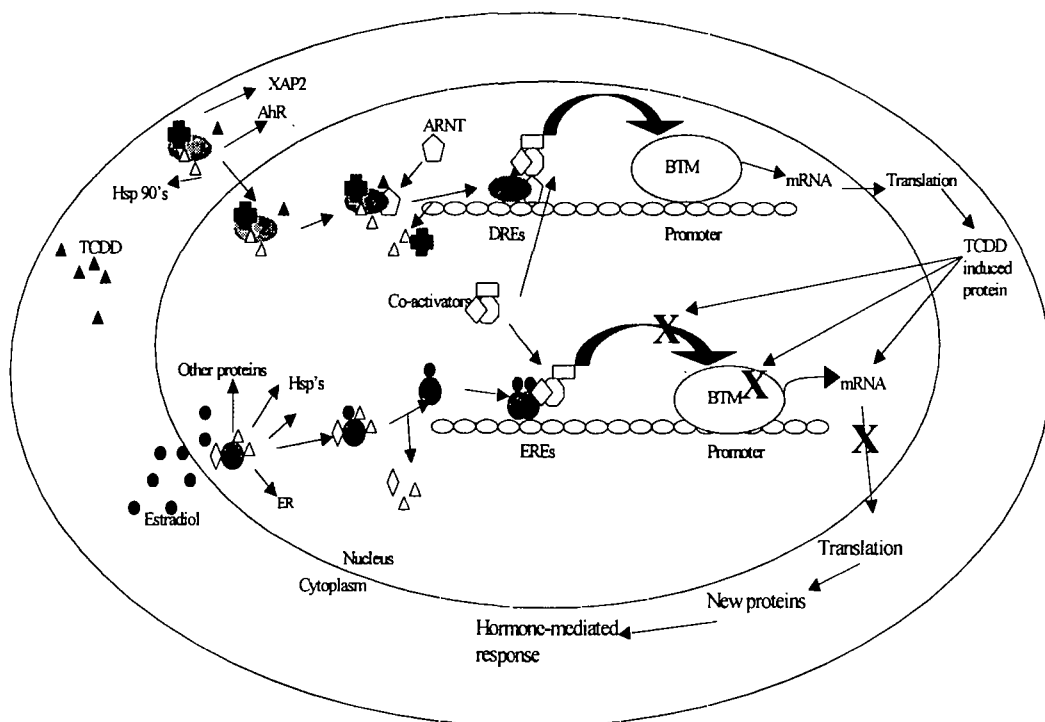 XAP2
AhR
ARNT
Hsp 90's
BTM
mRNA
Translation
TCDD
DREs
Promoter
TCDD
induced
protein
Co-activators
X
Other proteins
Hsp's
BTM
X
mRNA
X
EREs
Promoter
ER
Estradiol
Nucleus
Cytoplasm
Translation
New proteins
Hormone-mediated
response